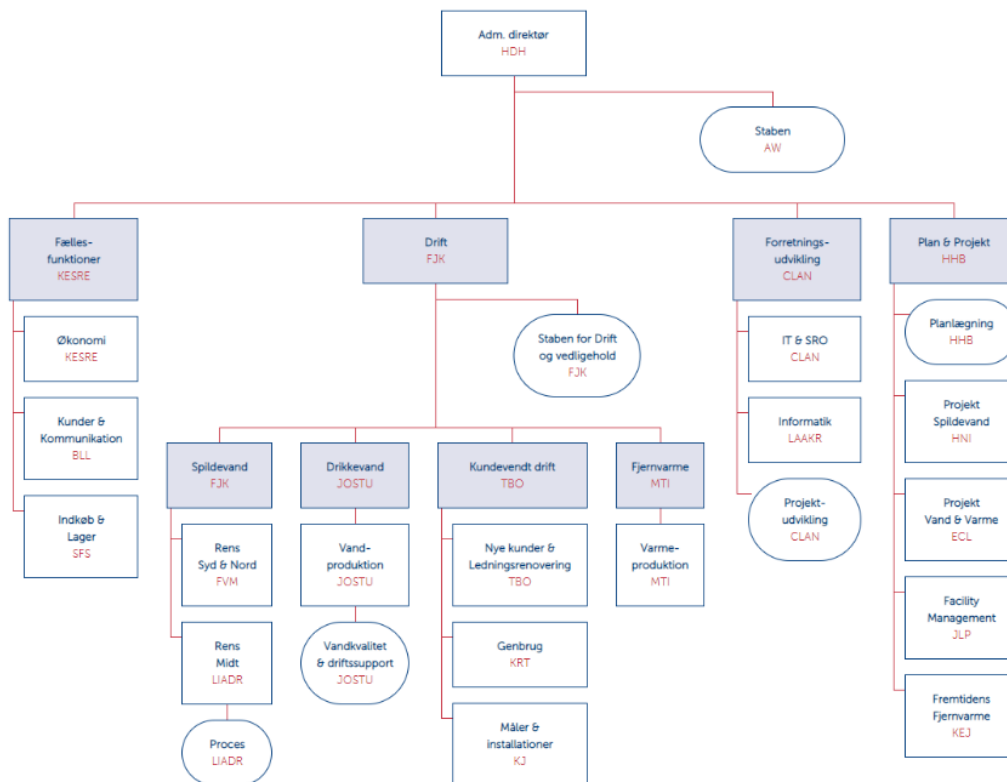 Adm. direktør
HDH
Staben
AW
Fælles-
funktioner
KESRE
Drift
FJK
Forretnings-
udvikling
CLAN
Plan & Projekt
HHB
Økonomi
KESRE
Kunder &
Kommunikation
BLL
Indkøb &
Lager
SFS
Staben for Drift
og vedligehold
FJK
Spildevand
FJK
Drikkevand
JOSTU
Kundevendt drift
TBO
Fjernvarme
MTI
Rens
Syd & Nord
FVM
Rens
Midt
LIADR
Proces
LIADR
Vand-
produktion
JOSTU
Vandkvalitet
& driftssupport
JOSTU
Nye kunder &
Ledningsrenovering
TBO
Genbrug
KRT
Måler &
installationer
KJ
Varme-
produktion
MTI
IT & SRO
CLAN
Informatik
LAAKR
Projekt-
udvikling
CLAN
Planlægning
HHB
Projekt
Spildevand
HNI
Projekt
Vand & Varme
ECL
Facility
Management
JLP
Fremtidens
Fjernvarme
KEJ